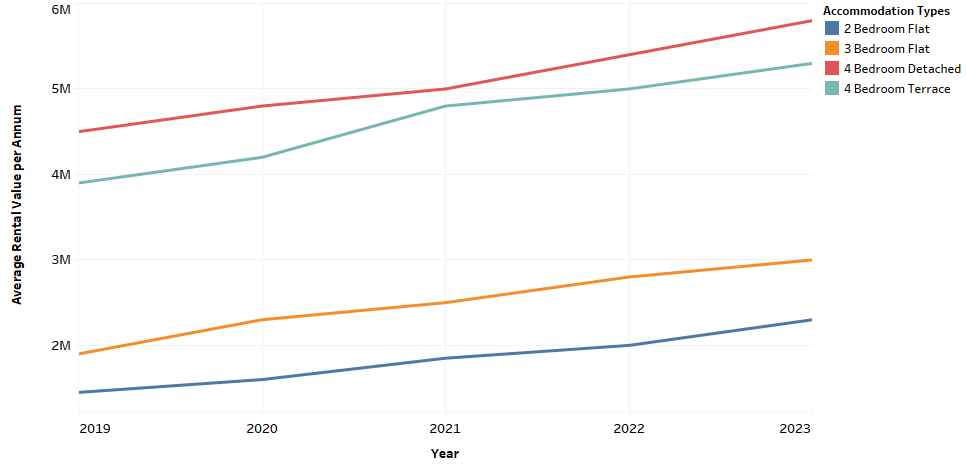 Accommodation Types
2 Bedroom Flat
3 Bedroom Flat
4 Bedroom Detached
4 Bedroom Terrace
Average Rental Value per Annum
6M
5M
4M
3M
2M
2019 2020 2021 2022 2023
Year